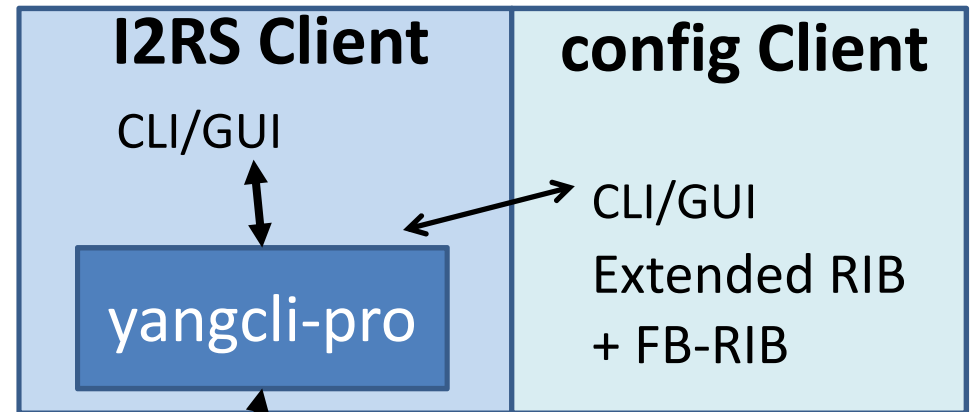 I2RS Client
CLI/GUI
yangcli-pro
config Client
CLI/GUI
Extended RIB
+ FB-RIB